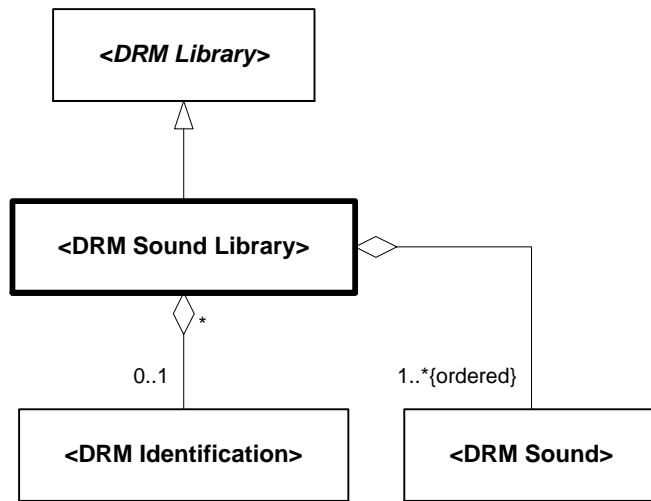 <DRM Library>
<DRM Sound Library>
*
0..1
1..*{ordered}
<DRM Identification>
<DRM Sound>